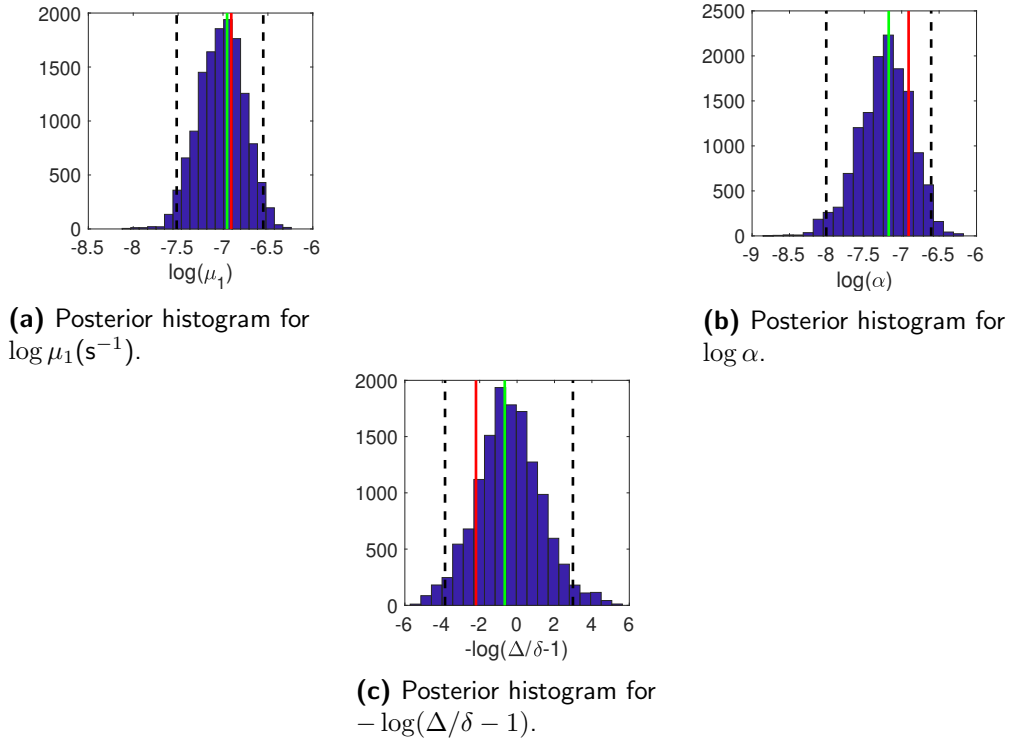 2000
1500
1000
500
0
-8.5 -8 -7.5 -7 -6.5 -6
log(μ₁)
(a) Posterior histogram for
log μ₁(s⁻¹).
2500
2000
1500
1000
500
0
-9 -8.5 -8 -7.5 -7 -6.5 -6
log(α)
(b) Posterior histogram for
log α.
2000
1500
1000
500
0
-6 -4 -2 0 2 4 6
-log(Δ/δ-1)
(c) Posterior histogram for
− log(Δ/δ − 1).